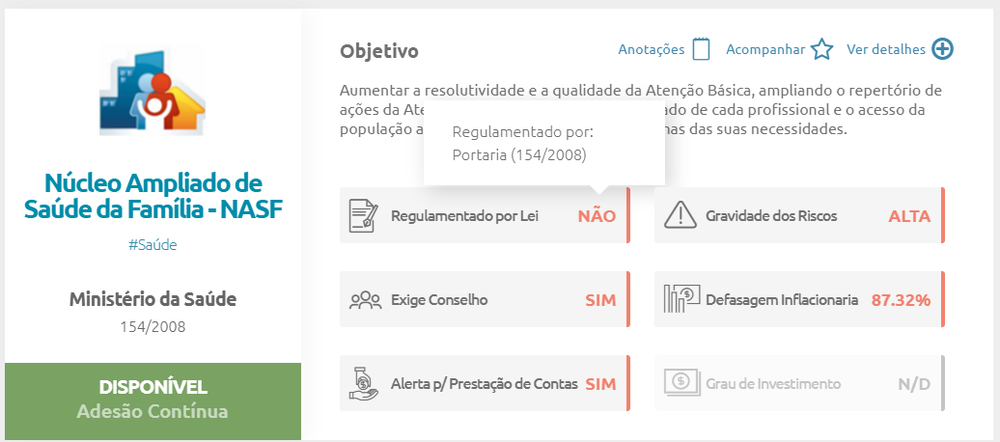 Núcleo Ampliado de
Saúde da Família - NASF
#Saúde
Ministério da Saúde
154/2008
DISPONÍVEL
Adesão Contínua
Objetivo
Anotações
Acompanhar
Ver detalhes
Aumentar a resolutividade e a qualidade da Atenção Básica, ampliando o repertório de
ações da Ate ado de cada profissional e o acesso da
população a mas das suas necessidades.
Regulamentado por:
Portaria (154/2008)
Regulamentado por Lei NÃO
Gravidade dos Riscos ALTA
Exige Conselho SIM
Defasagem Inflacionaria 87.32%
Alerta p/ Prestação de Contas SIM
Grau de Investimento N/D